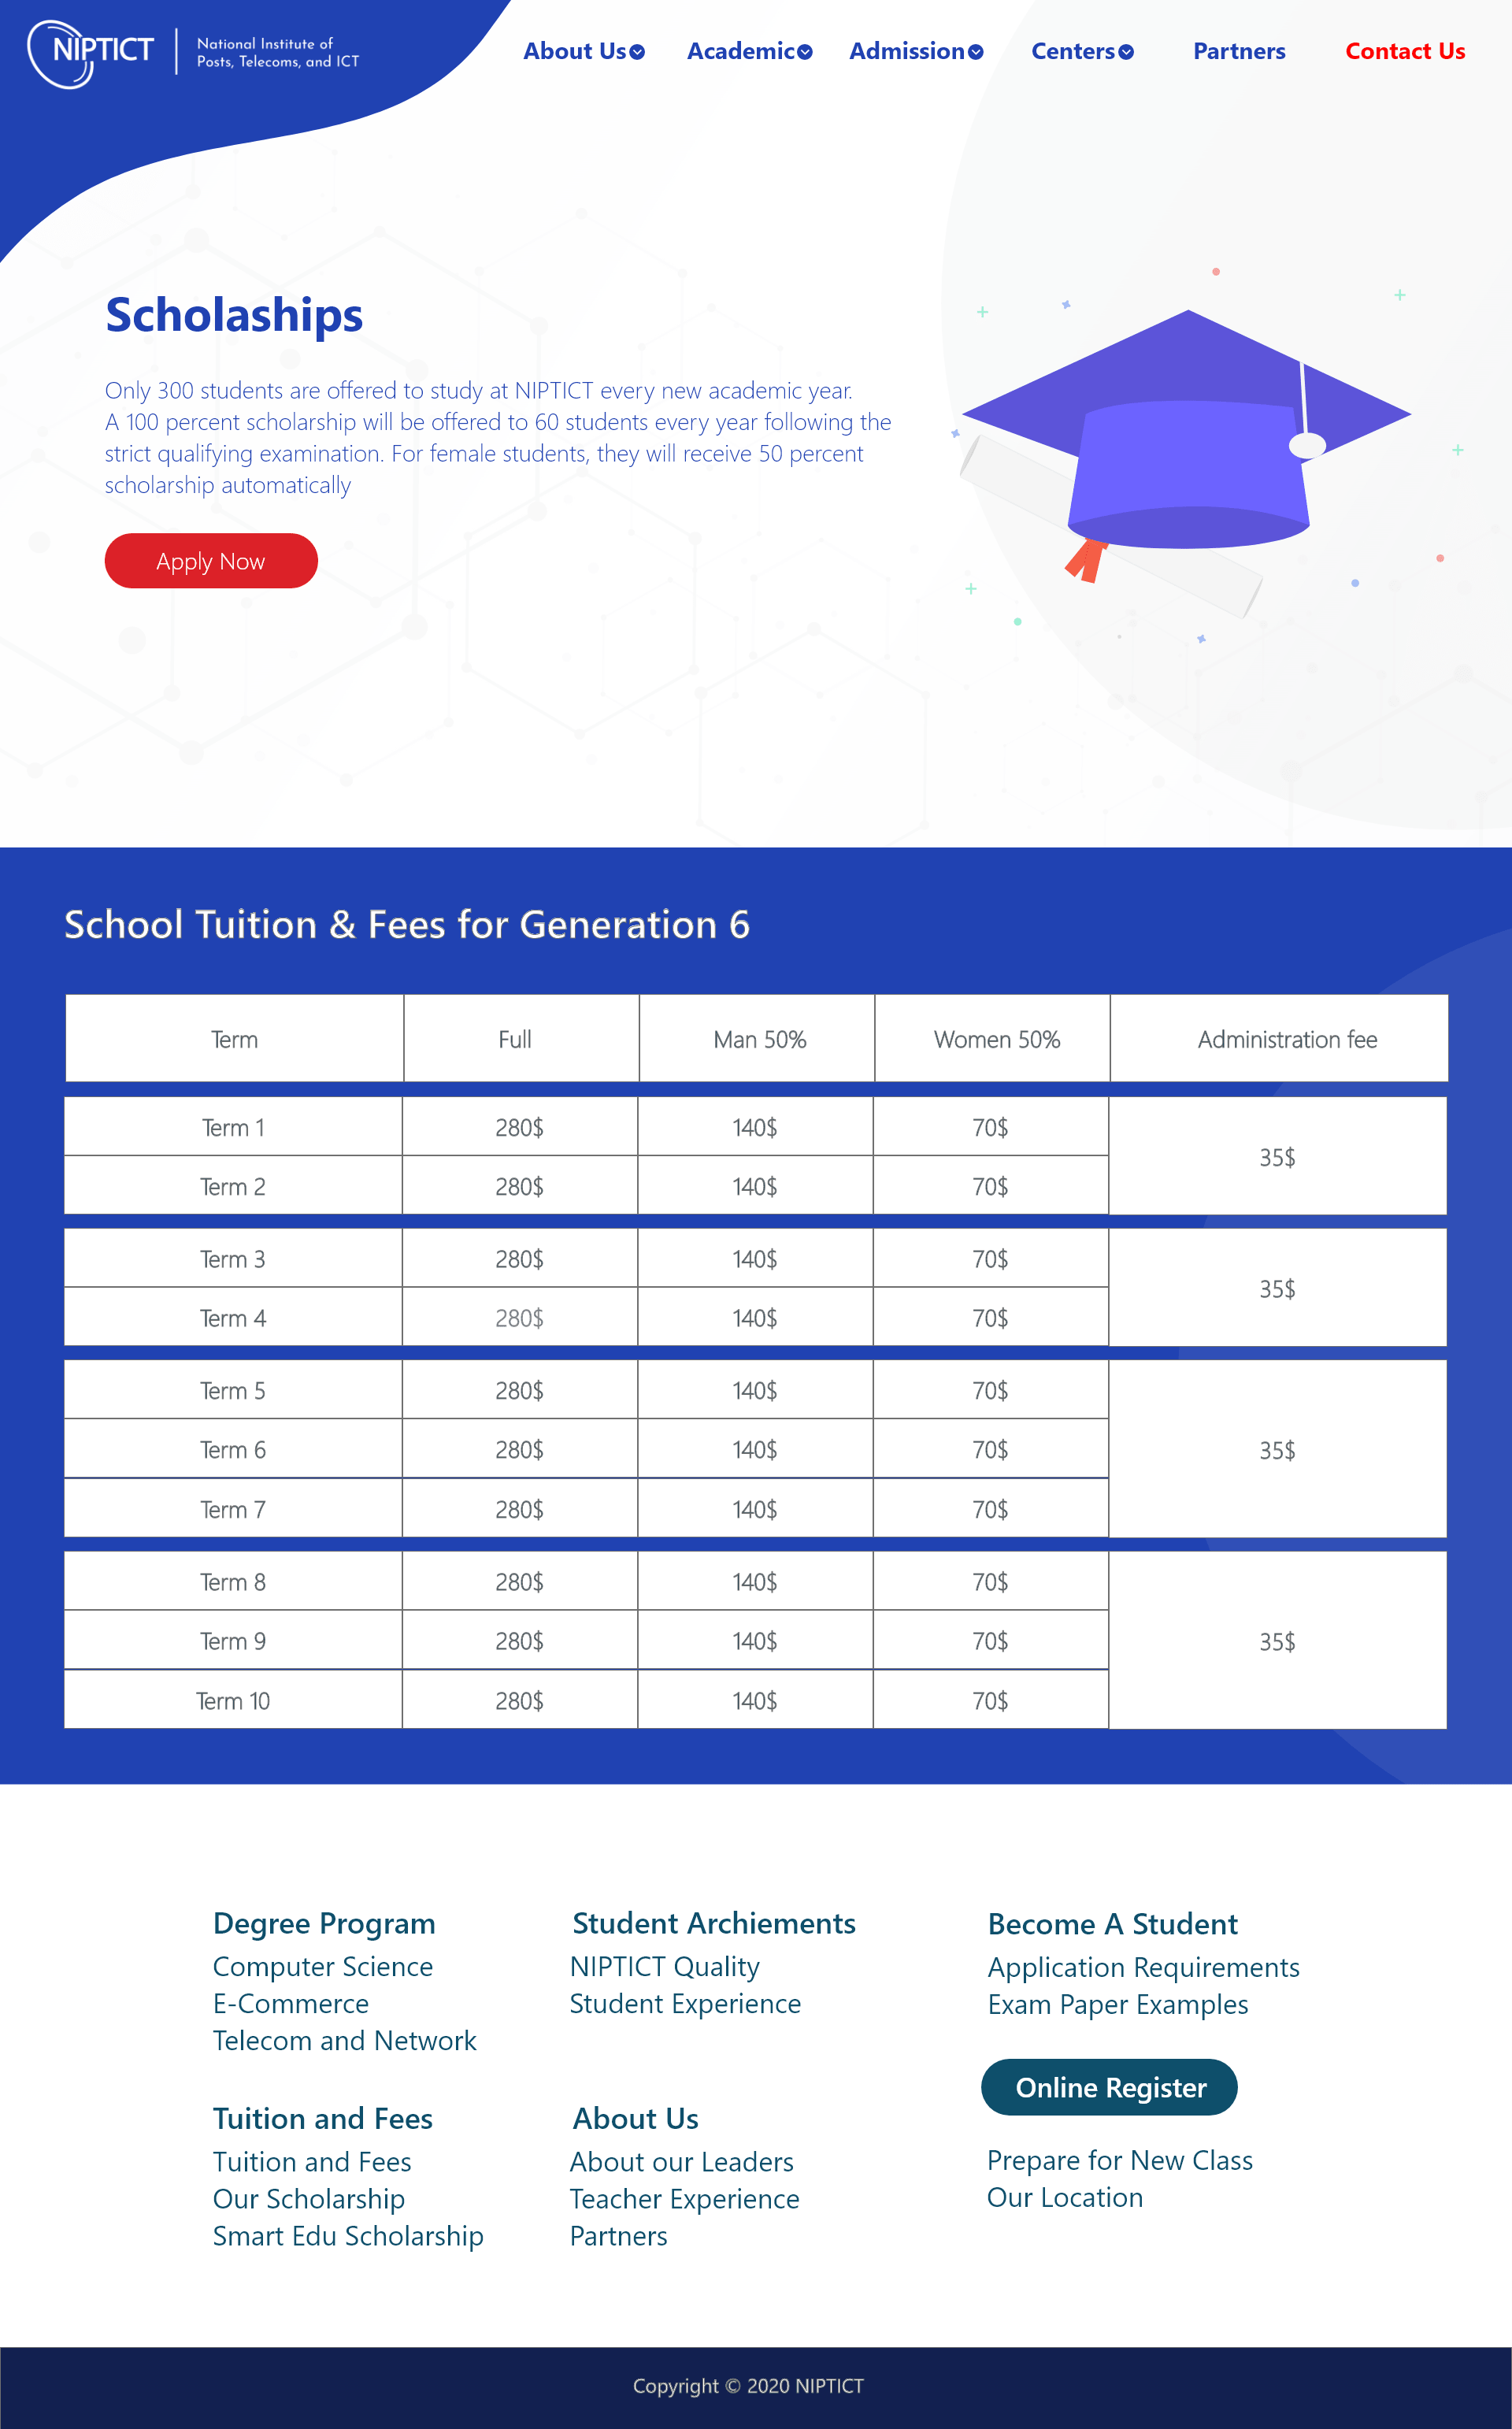 NIPTICT
National Institute of
Posts, Telecoms, and ICT
About Us
Academic
Admission
Centers
Partners
Contact Us
Scholaships
Only 300 students are offered to study at NIPTICT every new academic year.
A 100 percent scholarship will be offered to 60 students every year following the
strict qualifying examination. For female students, they will receive 50 percent
scholarship automatically
Apply Now
School Tuition & Fees for Generation 6
Term Full Man 50% Women 50% Administration fee
Term 1 280$ 140$ 70$
35$
Term 2 280$ 140$ 70$
Term 3 280$ 140$ 70$
35$
Term 4 280$ 140$ 70$
Term 5 280$ 140$ 70$
Term 6 280$ 140$ 70$ 35$
Term 7 280$ 140$ 70$
Term 8 280$ 140$ 70$
Term 9 280$ 140$ 70$ 35$
Term 10 280$ 140$ 70$
Degree Program
Computer Science
E-Commerce
Telecom and Network
Student Archiements
NIPTICT Quality
Student Experience
Become A Student
Application Requirements
Exam Paper Examples
Online Register
Prepare for New Class
Our Location
Tuition and Fees
Tuition and Fees
Our Scholarship
Smart Edu Scholarship
About Us
About our Leaders
Teacher Experience
Partners
Copyright © 2020 NIPTICT